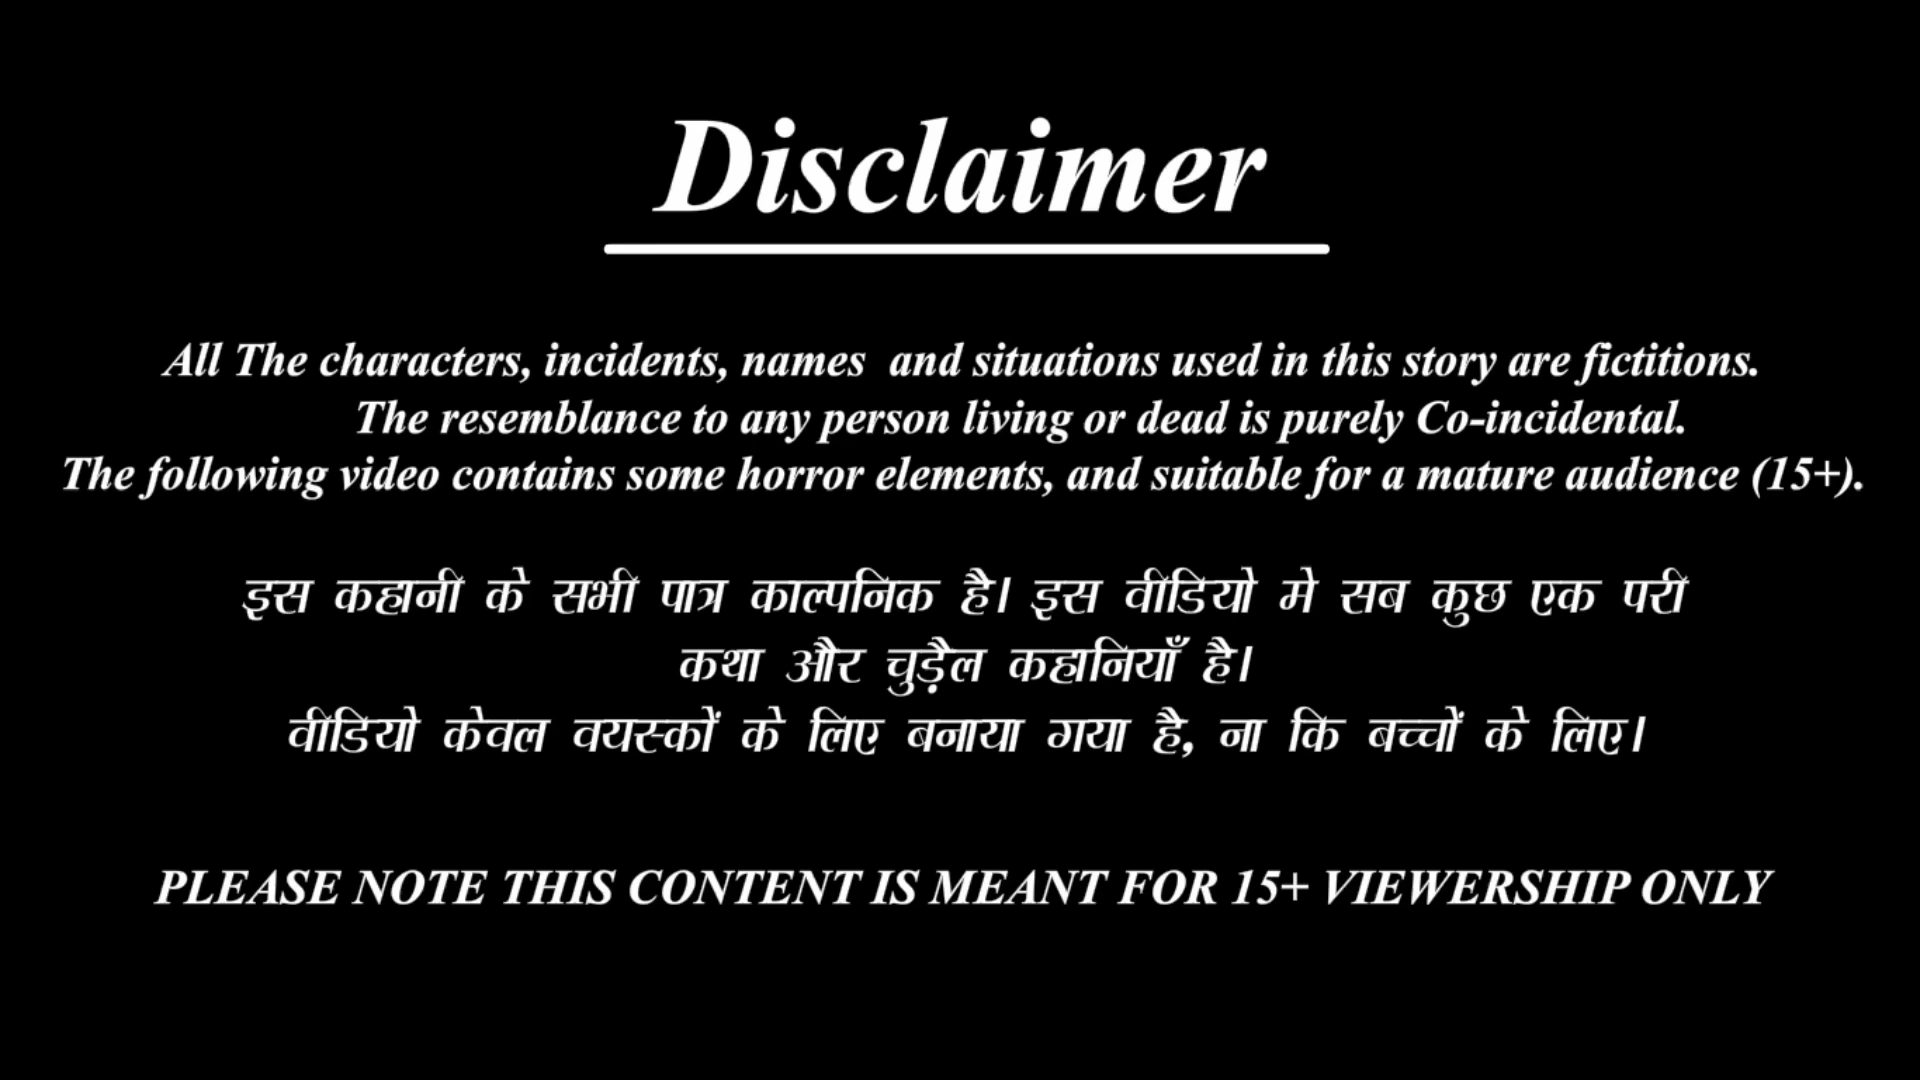 Disclaimer
All The characters, incidents, names and situations used in this story are fictitions.
The resemblance to any person living or dead is purely Co-incidental.
The following video contains some horror elements, and suitable for a mature audience (15+).
इस कहानी के सभी पात्र काल्पनिक है। इस वीडियो मे सब कुछ एक परी
कथा और चुड़ैल कहानियाँ है।
वीडियो केवल वयस्कों के लिए बनाया गया है, ना कि बच्चों के लिए।
PLEASE NOTE THIS CONTENT IS MEANT FOR 15+ VIEWERSHIP ONLY